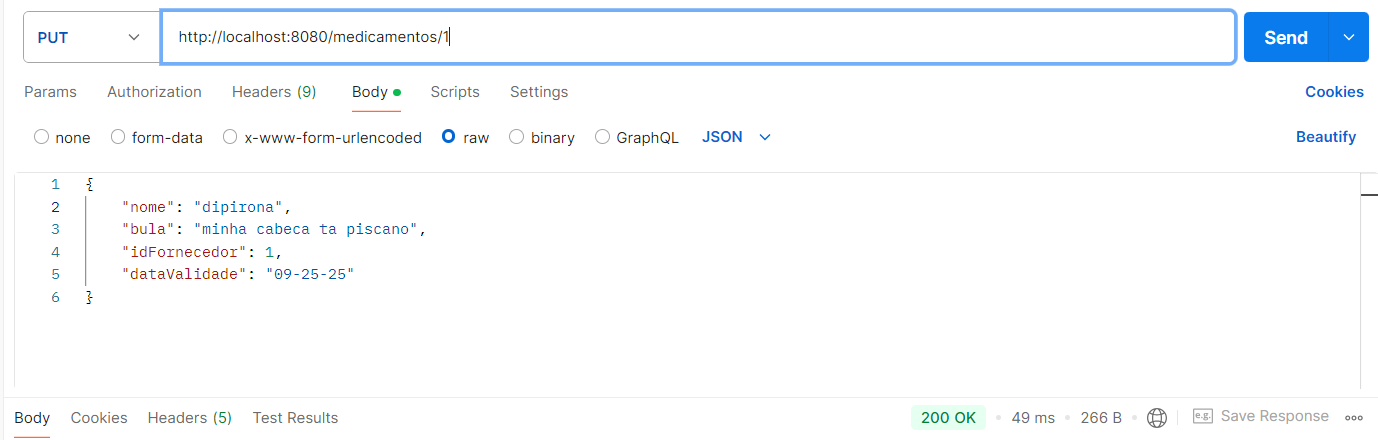 PUT http://localhost:8080/medicamentos/1 Send
Params Authorization Headers (9) Body Scripts Settings Cookies
none form-data x-www-form-urlencoded raw binary GraphQL JSON Beautify
1 {
2 "nome": "dipirona",
3 "bula": "minha cabeca ta piscano",
4 "idFornecedor": 1,
5 "dataValidade": "09-25-25"
6 }
Body Cookies Headers (5) Test Results 200 OK 49 ms 266 B e.g. Save Response